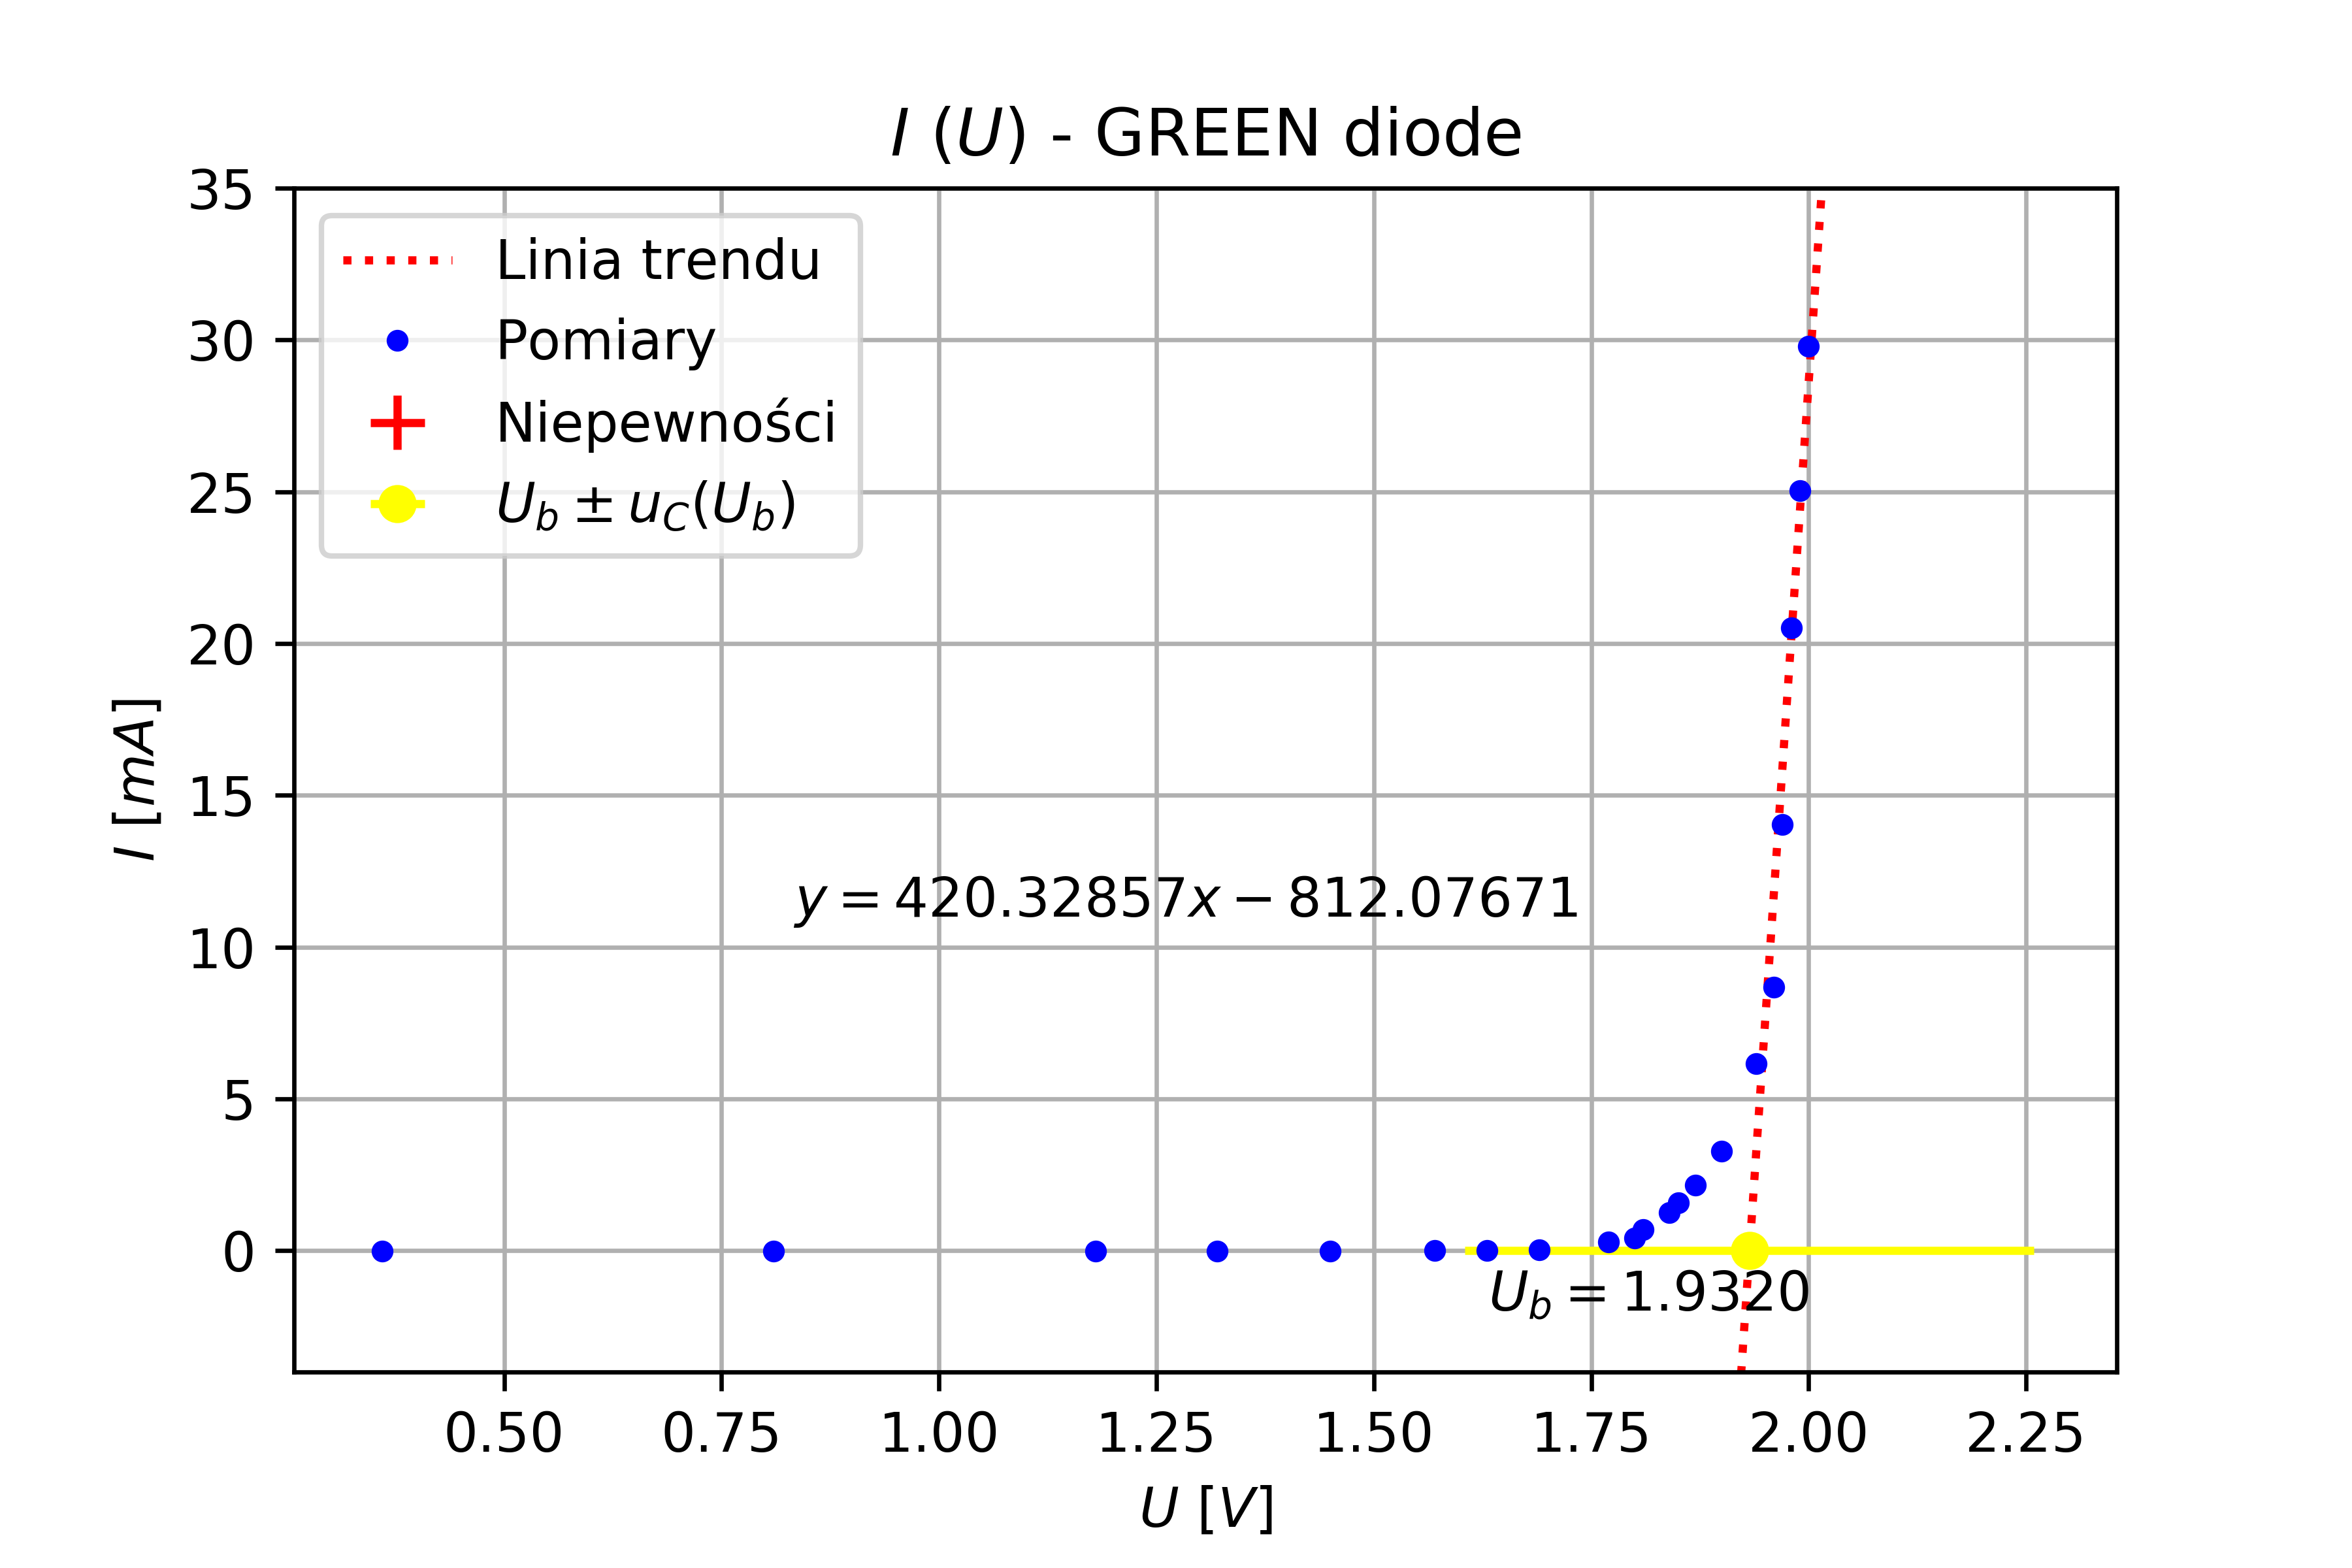 I (U) - GREEN diode
35
30
25
20
15
10
5
0
I [mA]
Linia trendu
Pomiary
Niepewności
U_b ± u_C(U_b)
y = 420.32857x − 812.07671
U_b = 1.9320
0.50 0.75 1.00 1.25 1.50 1.75 2.00 2.25
U [V]